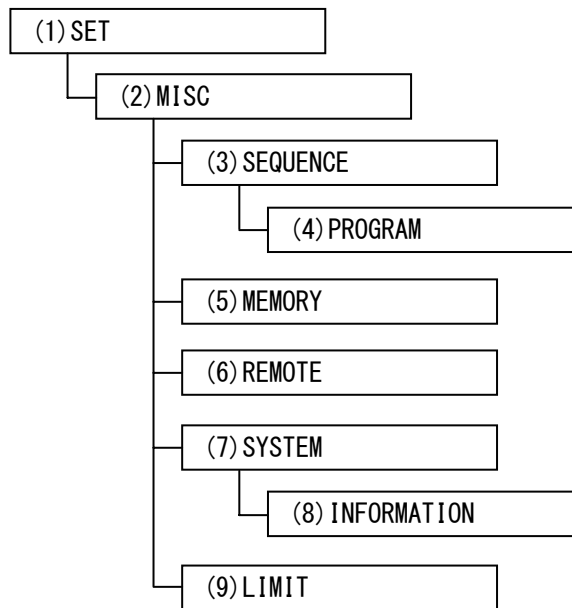 (1)SET
(2)MISC
(3)SEQUENCE
(4)PROGRAM
(5)MEMORY
(6)REMOTE
(7)SYSTEM
(8)INFORMATION
(9)LIMIT